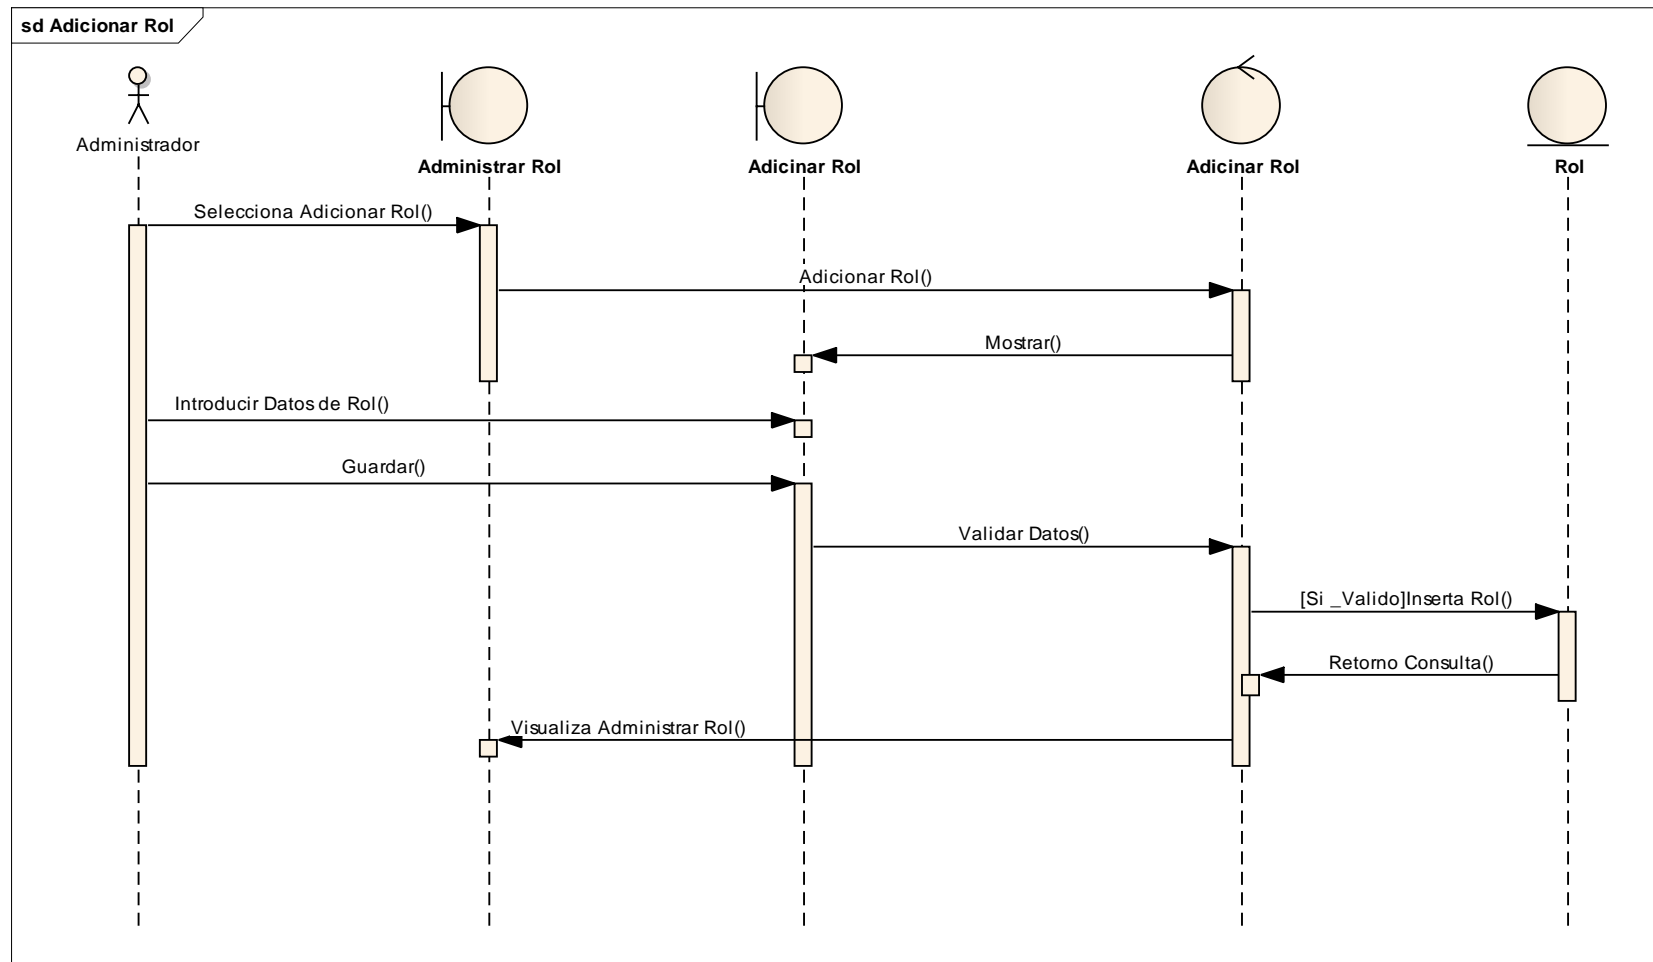 sd Adicionar Rol
Administrador
Administrar Rol
Adicinar Rol
Adicinar Rol
Rol
Selecciona Adicionar Rol()
Adicionar Rol()
Mostrar()
Introducir Datos de Rol()
Guardar()
Validar Datos()
[Si _Valido]Inserta Rol()
Retorno Consulta()
Visualiza Administrar Rol()